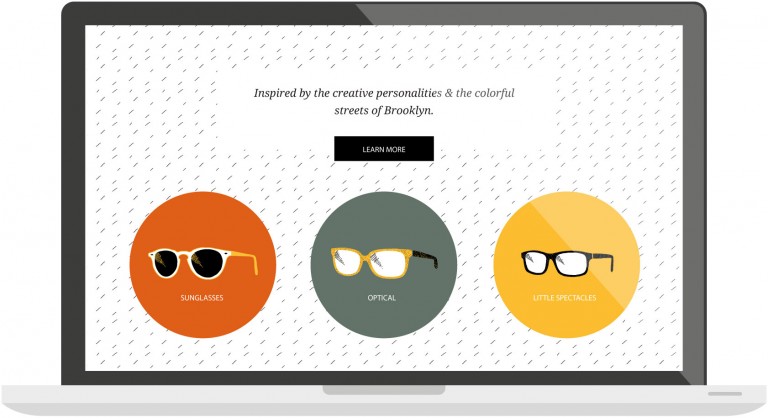 Inspired by the creative personalities & the colorful
streets of Brooklyn.
LEARN MORE
SUNGLASSES
OPTICAL
LITTLE SPECTACLES